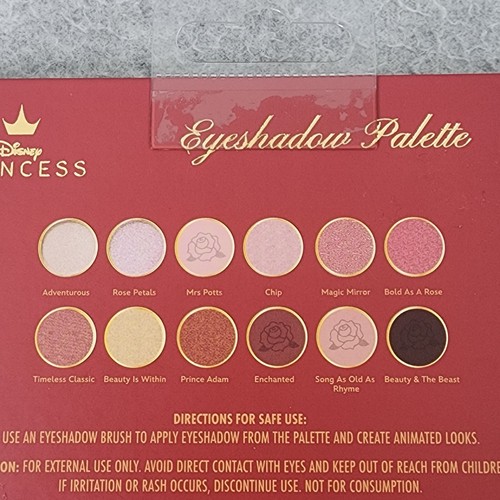 Eyeshadow Palette
Disney
NCESS
Adventurous
Rose Petals
Mrs Potts
Chip
Magic Mirror
Bold As A Rose
Timeless Classic
Beauty Is Within
Prince Adam
Enchanted
Song As Old As
Rhyme
Beauty & The Beast
DIRECTIONS FOR SAFE USE:
USE AN EYESHADOW BRUSH TO APPLY EYESHADOW FROM THE PALETTE AND CREATE ANIMATED LOOKS.
ON: FOR EXTERNAL USE ONLY. AVOID DIRECT CONTACT WITH EYES AND KEEP OUT OF REACH FROM CHILDRE
IF IRRITATION OR RASH OCCURS, DISCONTINUE USE. NOT FOR CONSUMPTION.